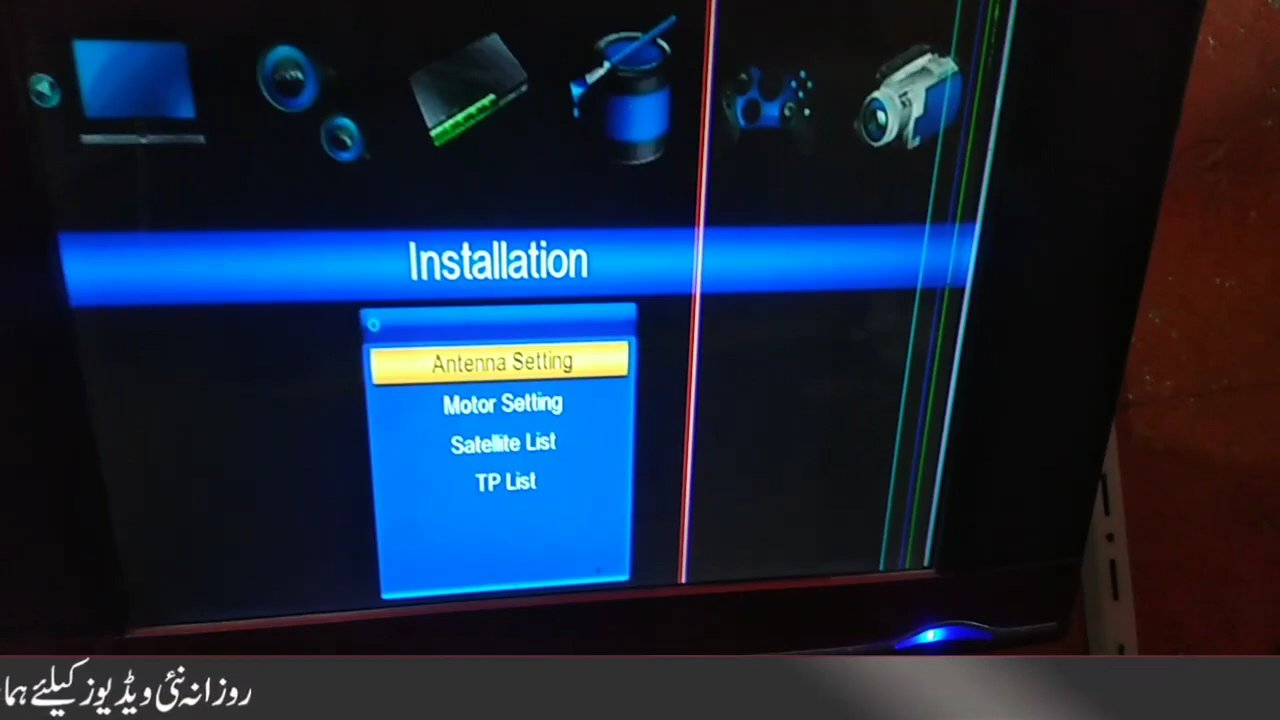 Installation
Antenna Setting
Motor Setting
Satellite List
TP List
روزانہ نئی ویڈیوز کیلئے ہما